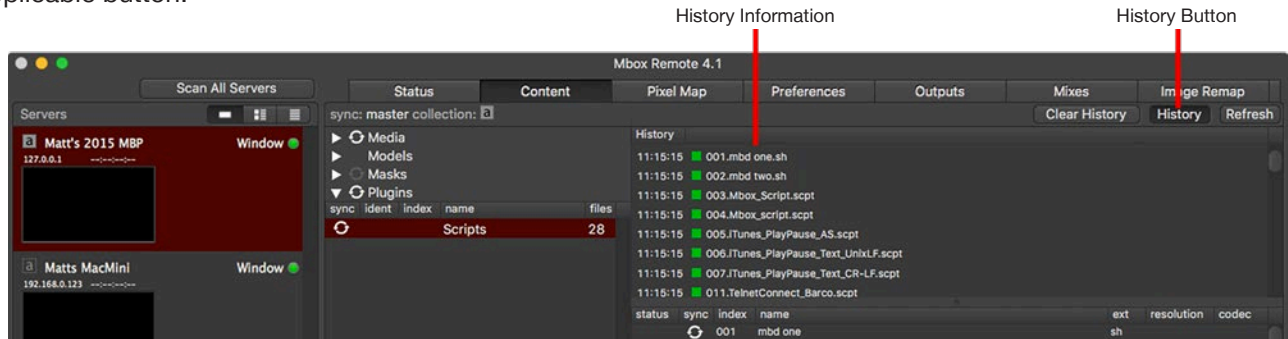 plicable button.
History Information History Button
Mbox Remote 4.1
Scan All Servers Status Content Pixel Map Preferences Outputs Mixes Image Remap
Servers sync: master collection: a Clear History History Refresh
a Matt's 2015 MBP Window
127.0.0.1 --:--:--:--
Media
Models
Masks
Plugins
sync ident index name files
Scripts 28
History
11:15:15 001.mbd one.sh
11:15:15 002.mbd two.sh
11:15:15 003.Mbox_Script.scpt
11:15:15 004.Mbox_script.scpt
11:15:15 005.iTunes_PlayPause_AS.scpt
11:15:15 006.iTunes_PlayPause_Text_UnixLF.scpt
11:15:15 007.iTunes_PlayPause_Text_CR-LF.scpt
11:15:15 011.TelnetConnect_Barco.scpt
a Matts MacMini Window
192.168.0.123 --:--:--:--
status sync index name ext resolution codec
001 mbd one sh